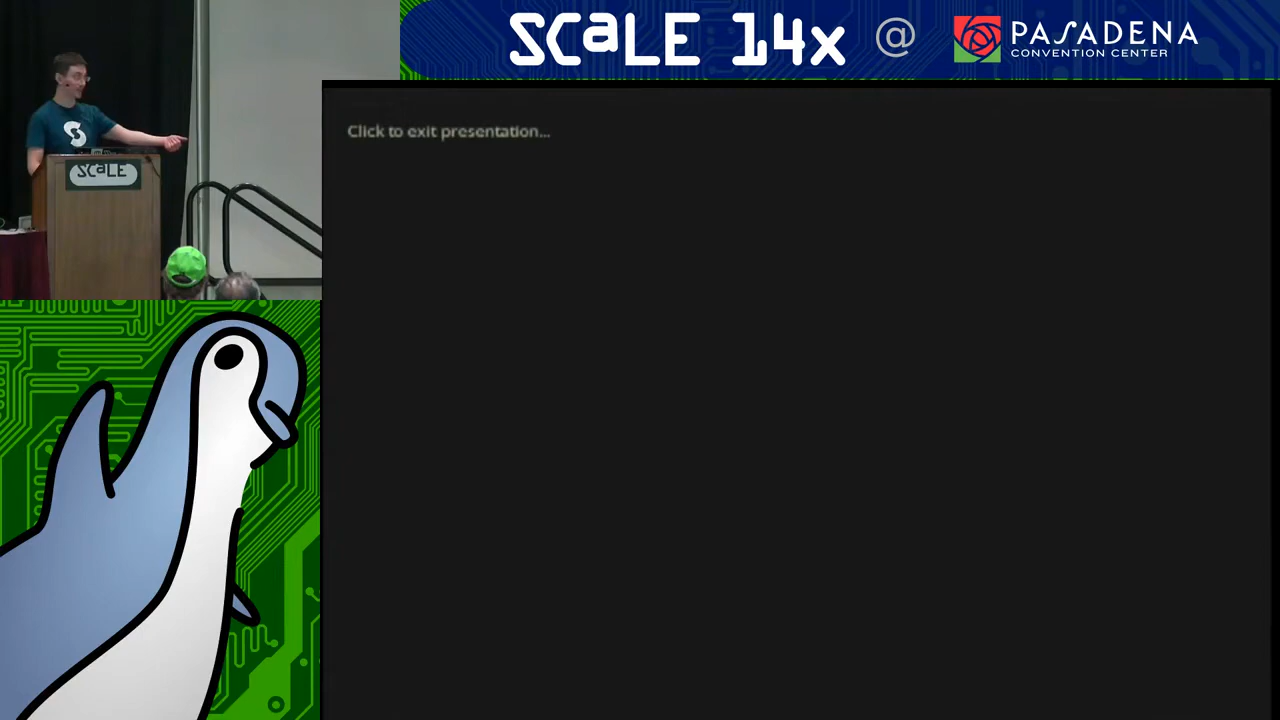 SCALE 14x @ PASADENA
CONVENTION CENTER
Click to exit presentation...
S
SCALE